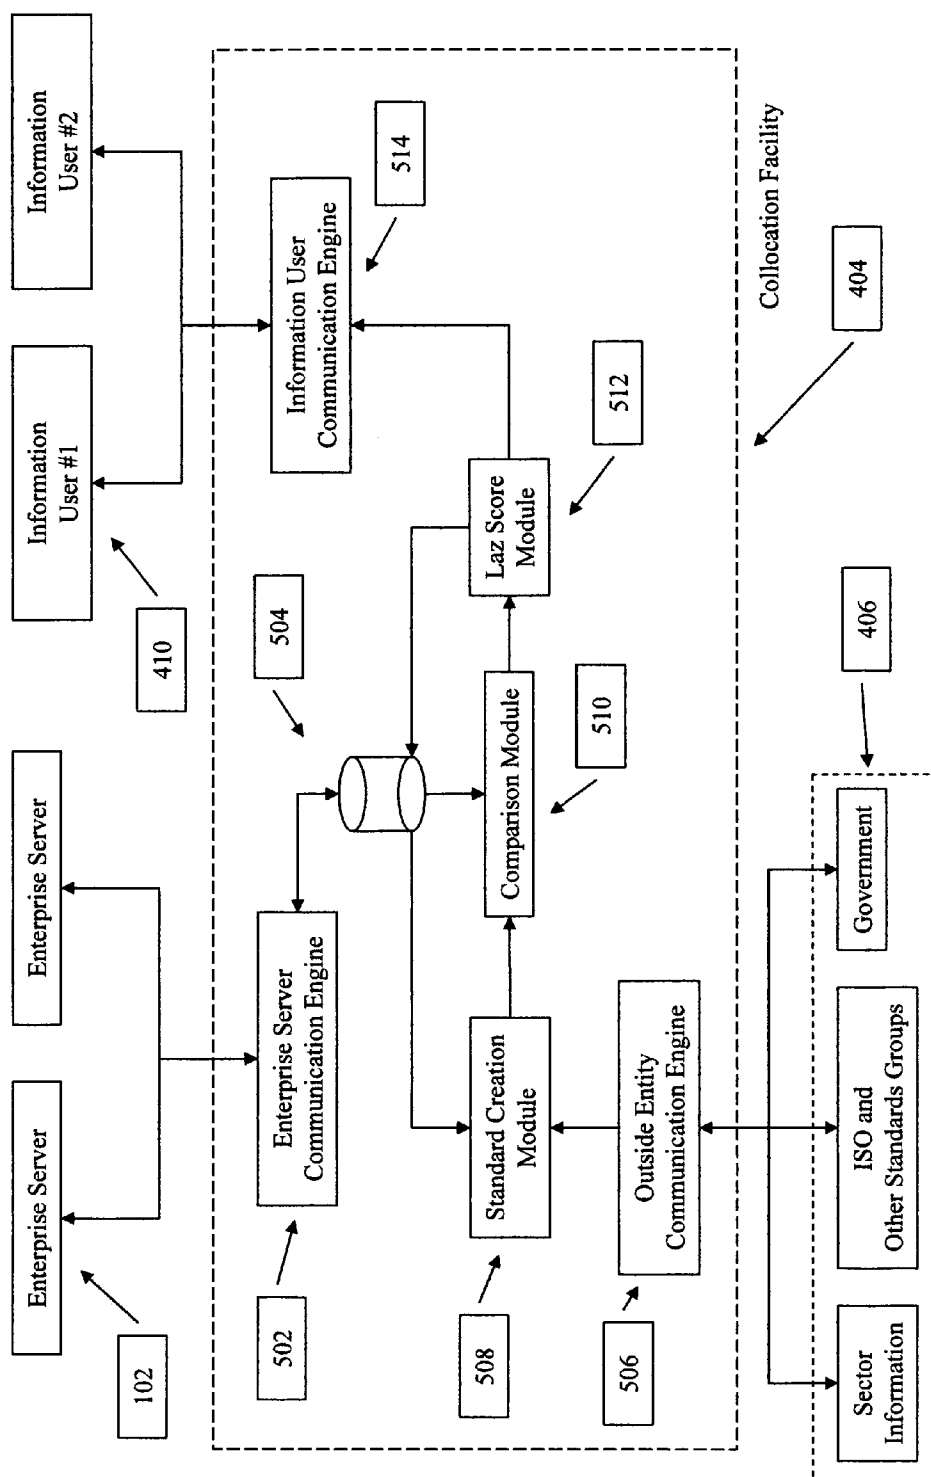 Enterprise Server
Enterprise Server
Information
User #1
Information
User #2
102
410
Enterprise Server
Communication Engine
502
504
Information User
Communication Engine
514
Standard Creation
Module
508
Comparison Module
510
Laz Score
Module
512
Outside Entity
Communication Engine
506
Collocation Facility
404
406
Sector
Information
ISO and
Other Standards Groups
Government